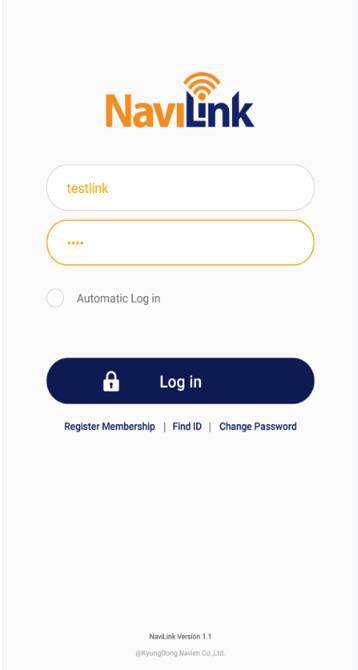 NaviLink
testlink
••••
Automatic Log in
Log in
Register Membership | Find ID | Change Password
NaviLink Version 1.1
@KyungDong Navien Co.,Ltd.